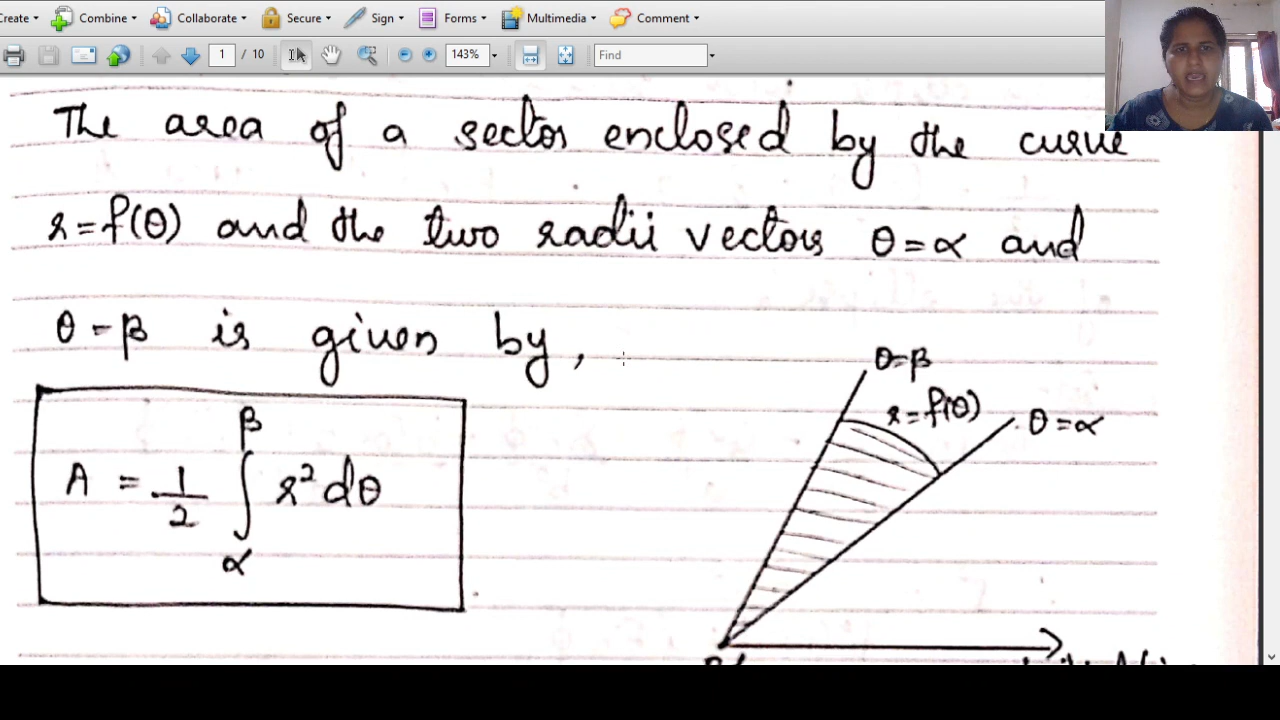 Create Combine Collaborate Secure Sign Forms Multimedia Comment
1 / 10 143% Find
The area of a sector enclosed by the curve
r=f(θ) and the two radii vectors θ=α and
θ=β is given by,
θ=β
r=f(θ)
θ=α
A = 1/2 ∫_α^β r² dθ